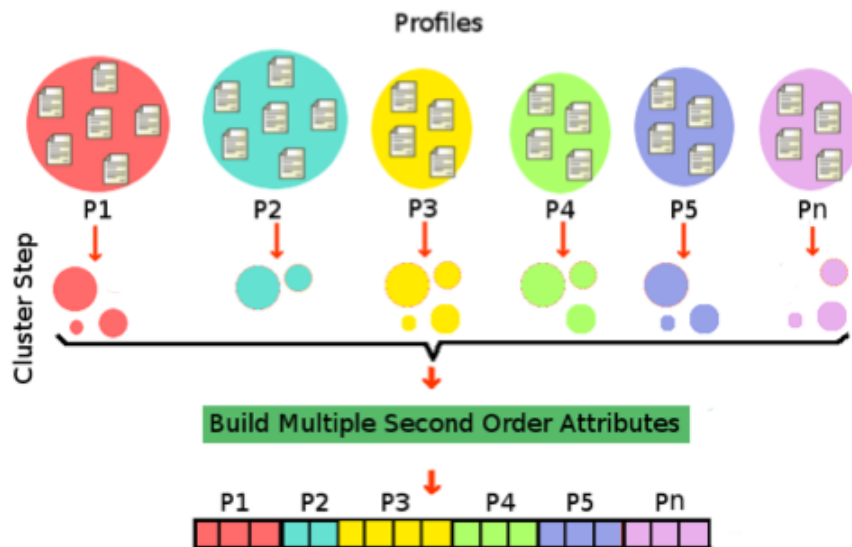 Profiles
P1 P2 P3 P4 P5 Pn
Cluster Step
Build Multiple Second Order Attributes
P1 P2 P3 P4 P5 Pn